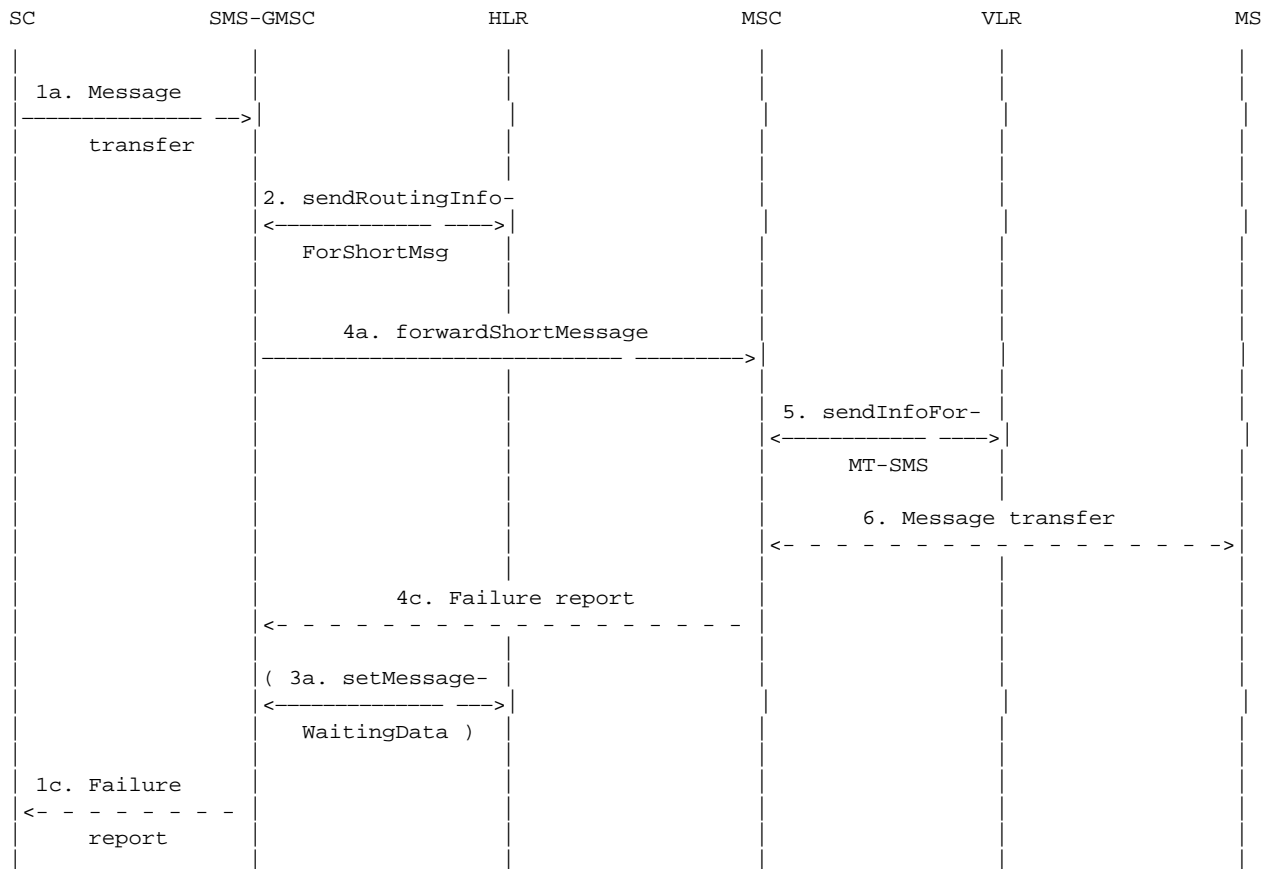 SC SMS-GMSC HLR MSC VLR MS
1a. Message
transfer
2. sendRoutingInfo-
ForShortMsg
4a. forwardShortMessage
5. sendInfoFor-
MT-SMS
6. Message transfer
4c. Failure report
( 3a. setMessage-
WaitingData )
1c. Failure
report